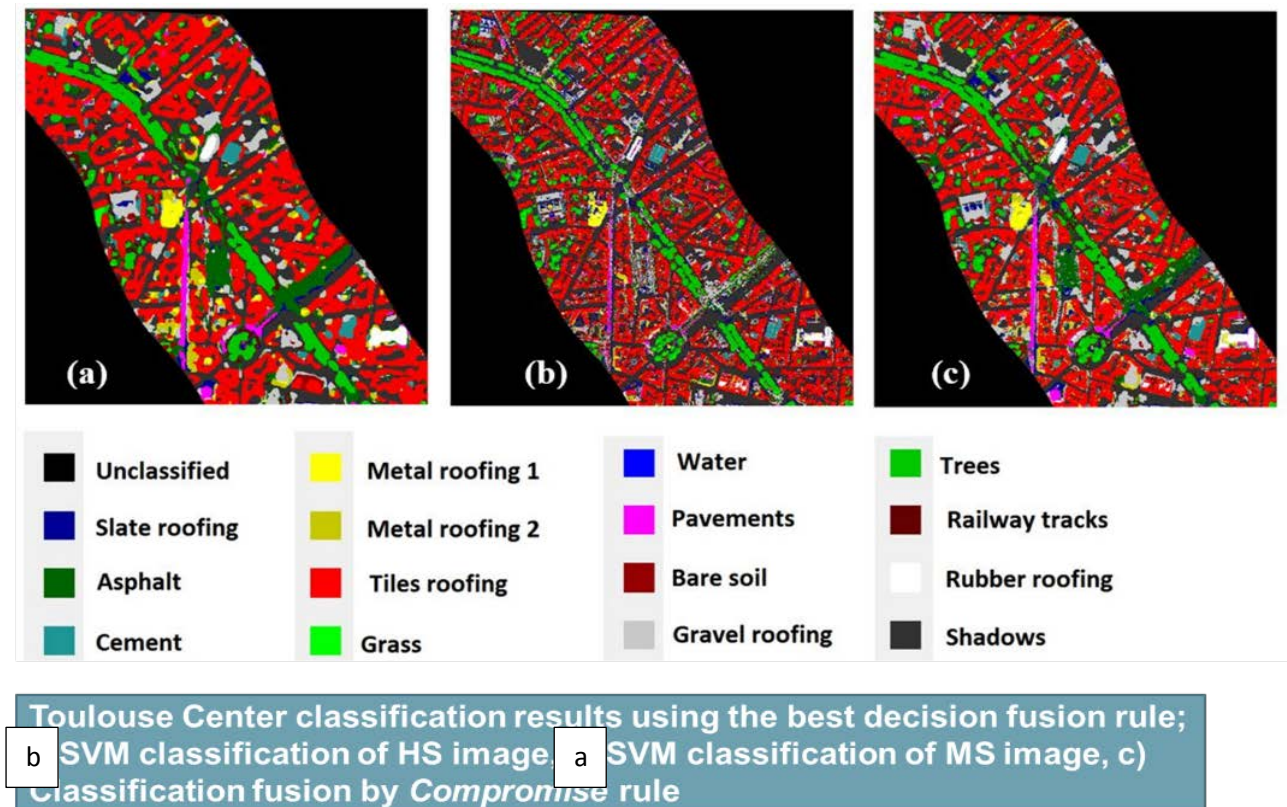 (a)
(b)
(c)
Unclassified
Metal roofing 1
Water
Trees
Slate roofing
Metal roofing 2
Pavements
Railway tracks
Asphalt
Tiles roofing
Bare soil
Rubber roofing
Cement
Grass
Gravel roofing
Shadows
Toulouse Center classification results using the best decision fusion rule;
b SVM classification of HS image, a SVM classification of MS image, c)
Classification fusion by Compromise rule